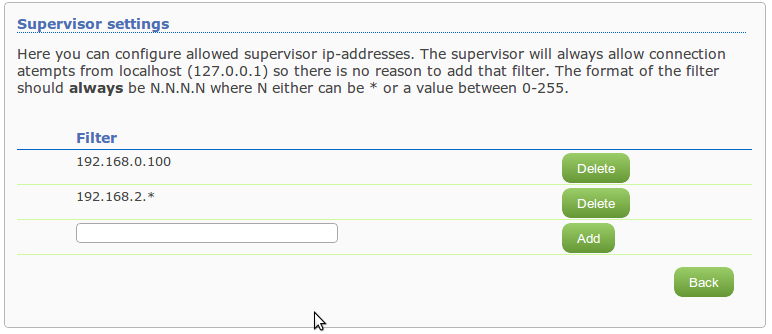 Supervisor settings
Here you can configure allowed supervisor ip-addresses. The supervisor will always allow connection
atempts from localhost (127.0.0.1) so there is no reason to add that filter. The format of the filter
should always be N.N.N.N where N either can be * or a value between 0-255.
Filter
192.168.0.100 Delete
192.168.2.* Delete
Add
Back